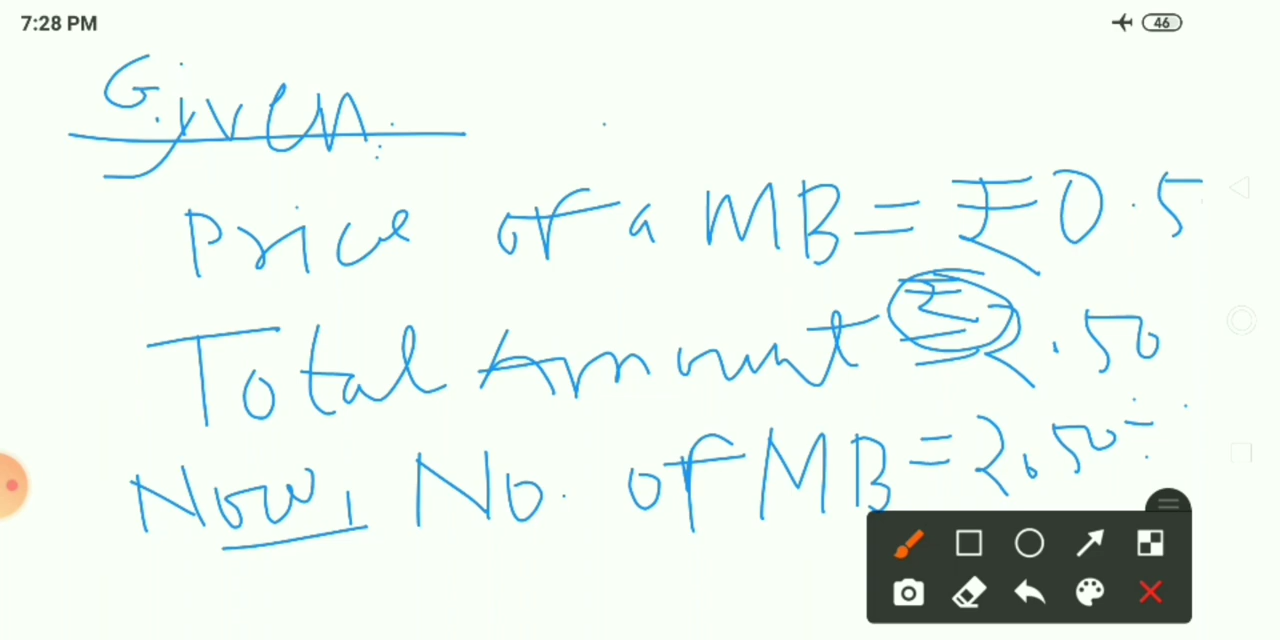 7:28 PM 46
Given:
Price of a MB = ₹0.5
Total Amount = ₹2.50
Now, No. of MB = 2.50 ÷